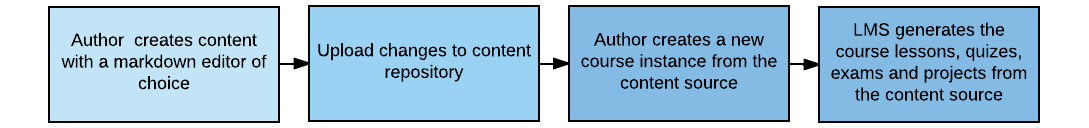 Author  creates content
with a markdown editor of
choice
Upload changes to content
repository
Author creates a new
course instance from the
content source
LMS generates the
course lessons, quizes,
exams and projects from
the content source